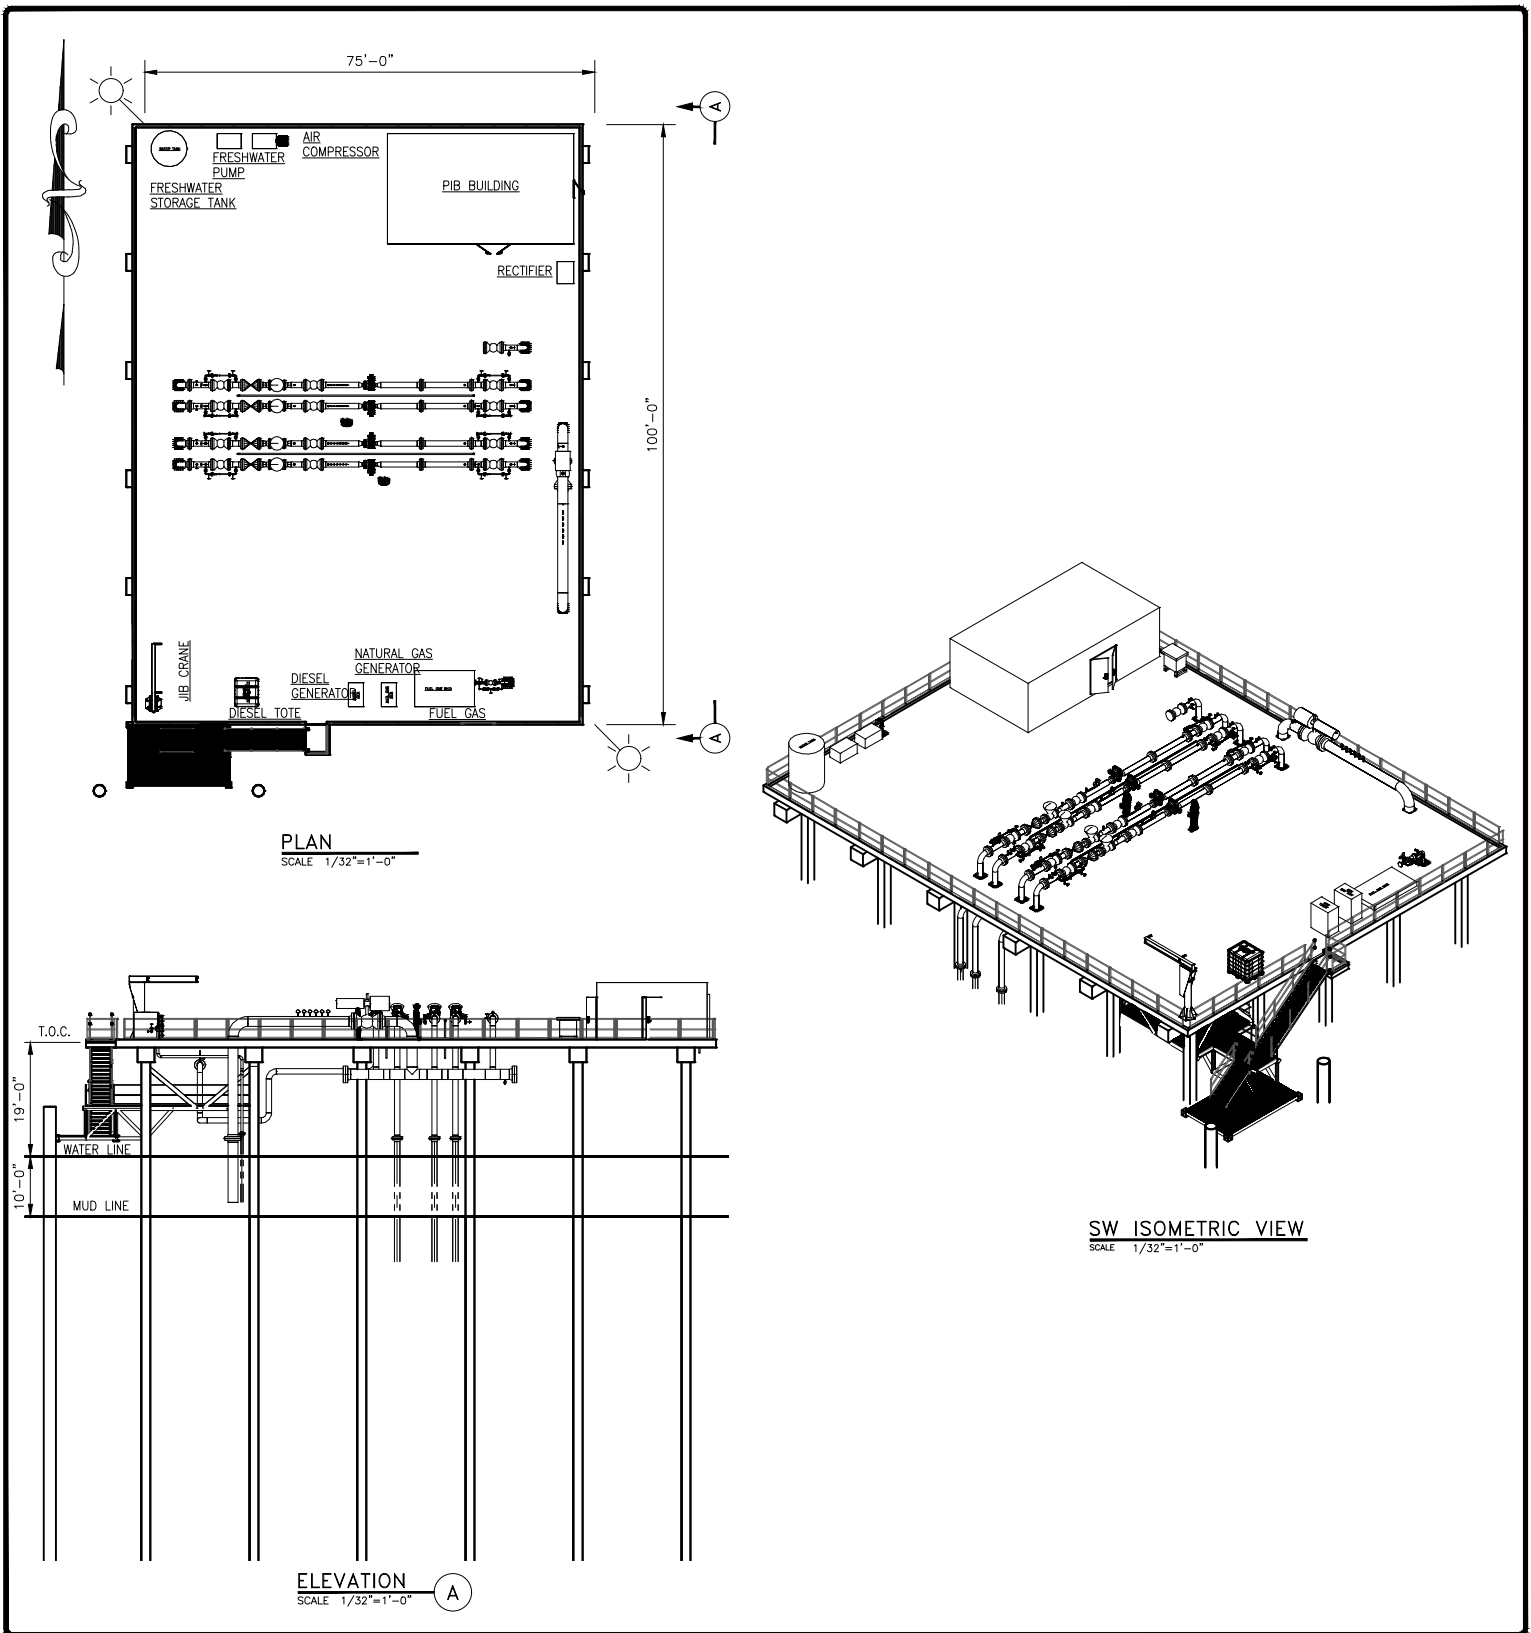 75'-0"
A
WATER TANK
AIR
COMPRESSOR
FRESHWATER
PUMP
FRESHWATER
STORAGE TANK
PIB BUILDING
RECTIFIER
100'-0"
JIB CRANE
NATURAL GAS
GENERATOR
DIESEL
GENERATOR
DIESEL TOTE
FUEL GAS
A
PLAN
SCALE 1/32"=1'-0"
T.O.C.
19'-0"
WATER LINE
10'-0"
MUD LINE
ELEVATION
A
SCALE 1/32"=1'-0"
SW ISOMETRIC VIEW
SCALE 1/32"=1'-0"